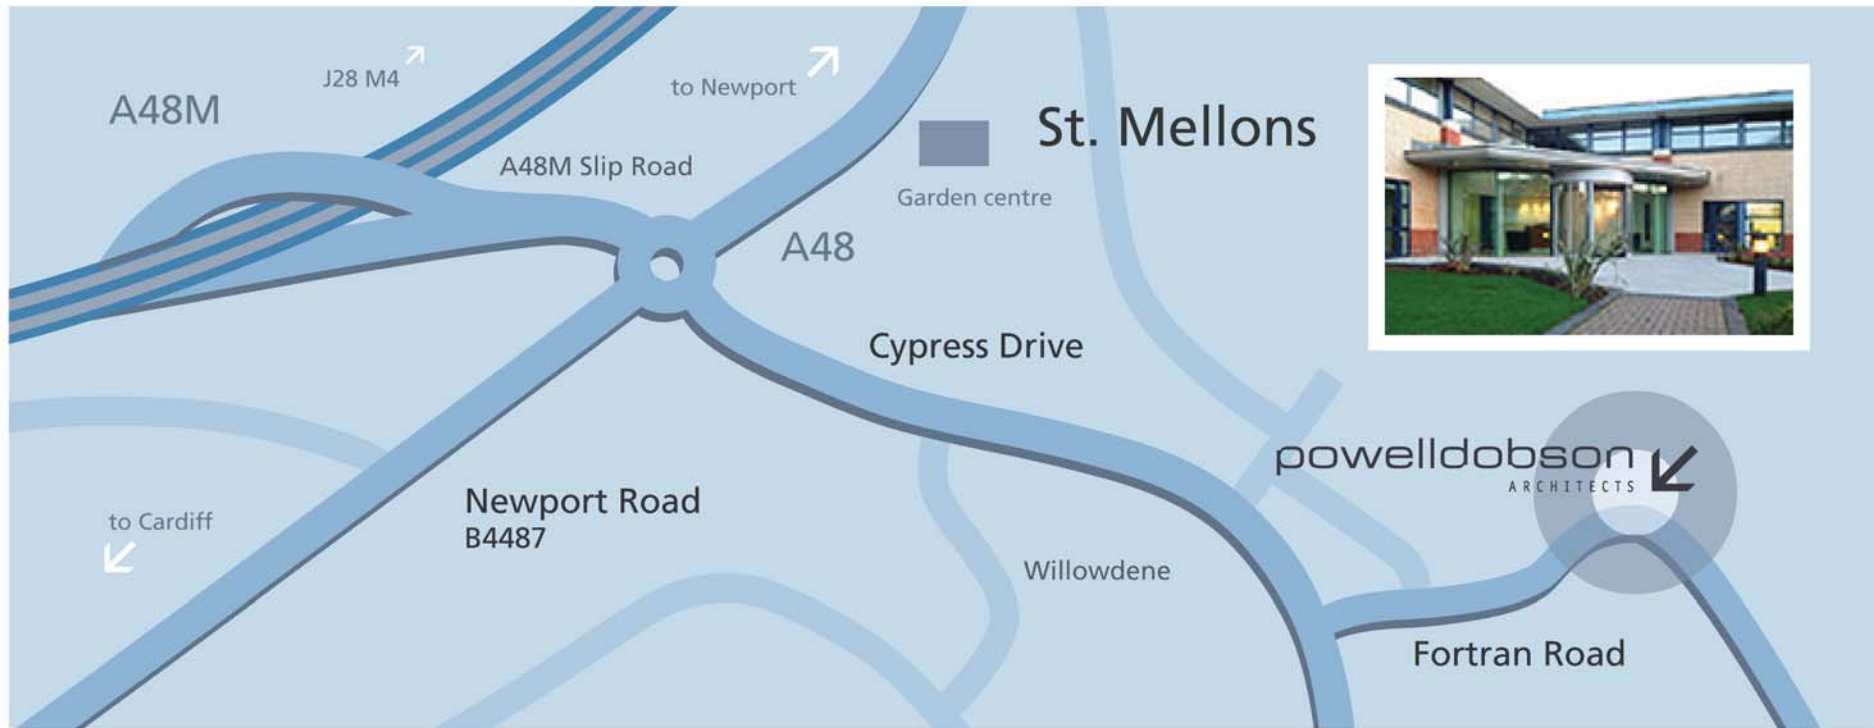 J28 M4
A48M
to Newport
St. Mellons
A48M Slip Road
Garden centre
A48
Cypress Drive
powelldobson
ARCHITECTS
Newport Road
B4487
to Cardiff
Willowdene
Fortran Road